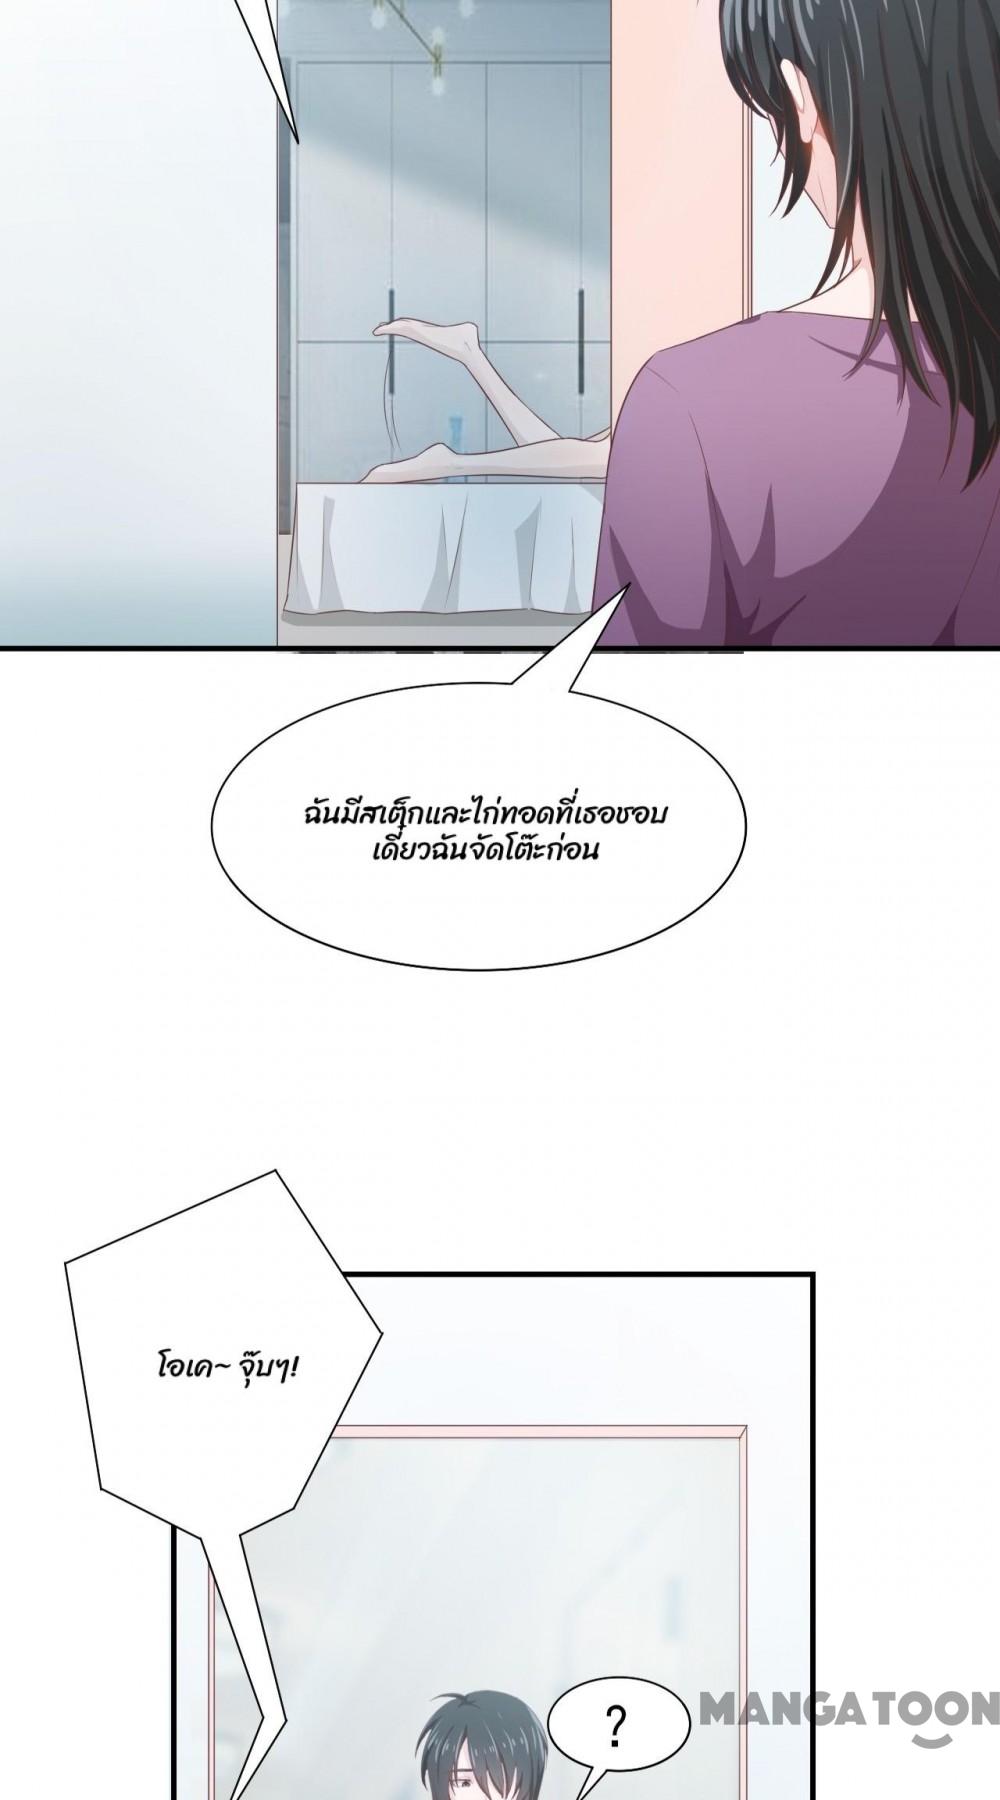 ฉันมีสเต็กและไก่ทอดที่เธอชอบ
เดี๋ยวฉันจัดโต๊ะก่อน
โอเค~ จุ๊บๆ!
?
MANGATOON